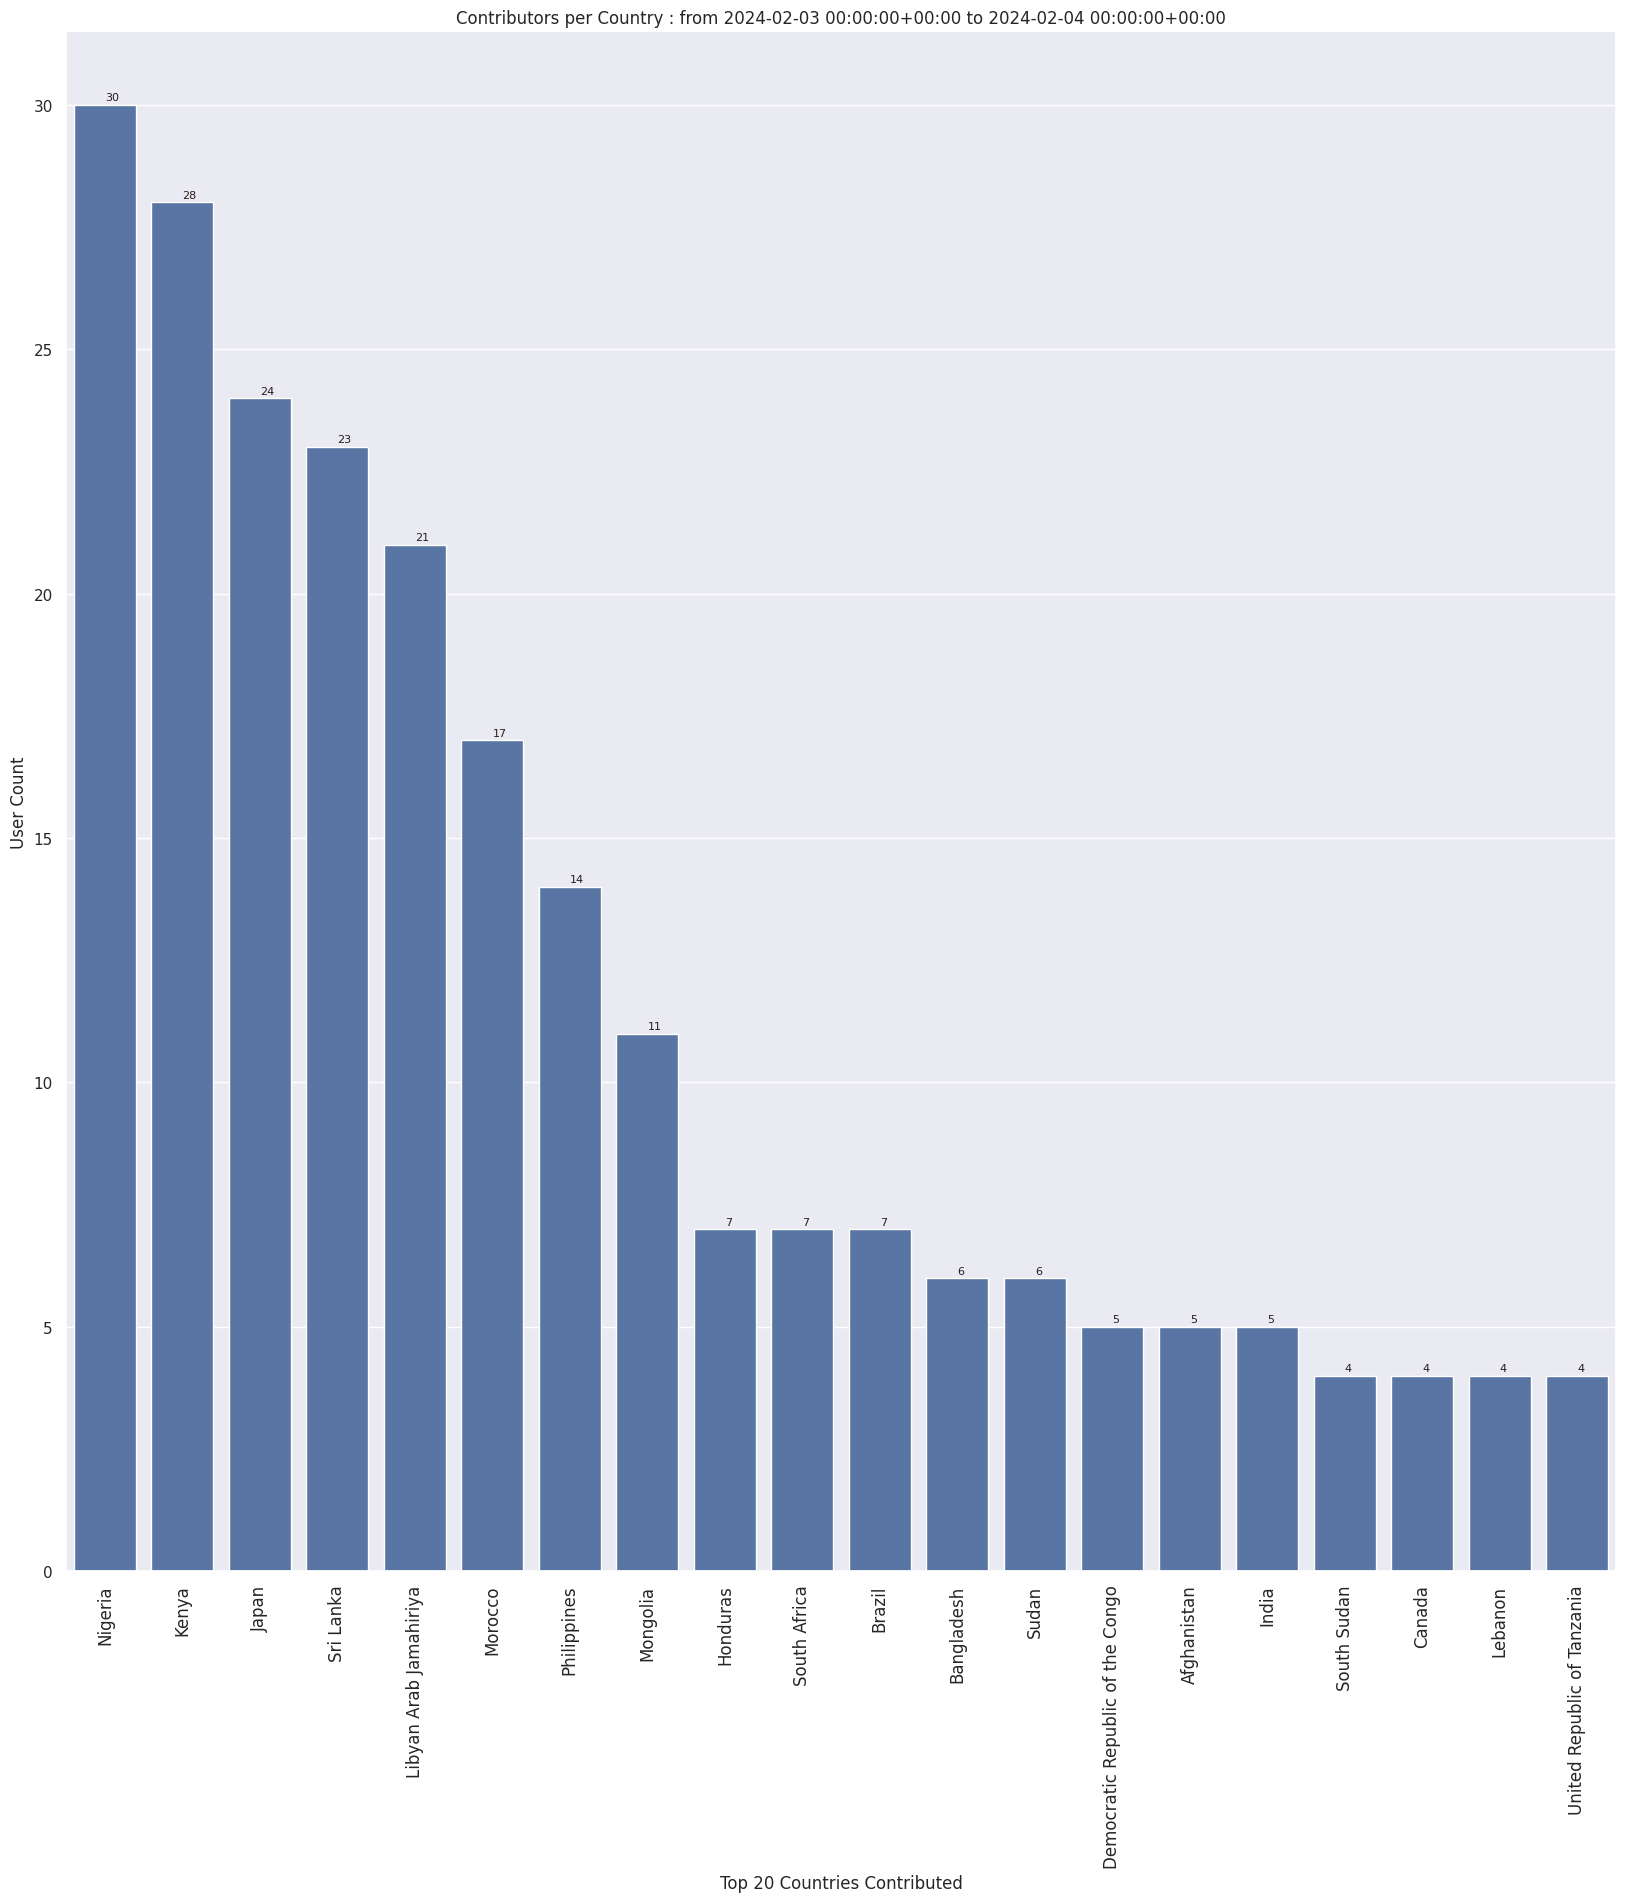 Contributors per Country : from 2024-02-03 00:00:00+00:00 to 2024-02-04 00:00:00+00:00
User Count
30
25
20
15
10
5
0
30
28
24
23
21
17
14
11
7
7
7
6
6
5
5
5
4
4
4
4
Nigeria
Kenya
Japan
Sri Lanka
Libyan Arab Jamahiriya
Morocco
Philippines
Mongolia
Honduras
South Africa
Brazil
Bangladesh
Sudan
Democratic Republic of the Congo
Afghanistan
India
South Sudan
Canada
Lebanon
United Republic of Tanzania
Top 20 Countries Contributed